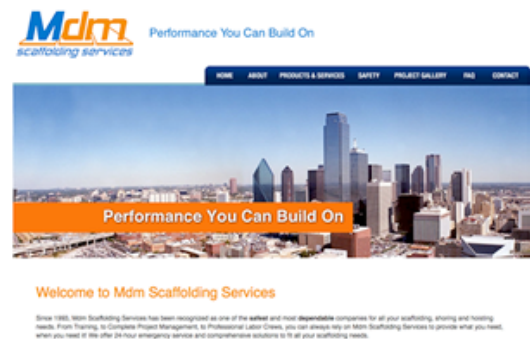 Mdm
scaffolding services
Performance You Can Build On
HOME ABOUT PRODUCTS & SERVICES SAFETY PROJECT GALLERY FAQ CONTACT
Performance You Can Build On
Welcome to Mdm Scaffolding Services
Since 1993, Mdm Scaffolding Services has been recognized as one of the safest and most dependable companies for all your scaffolding, shoring and hoisting
needs. From Training, to Complete Project Management, to Professional Labor Crews, you can always rely on Mdm Scaffolding Services to provide what you need,
when you need it! We offer 24-hour emergency service and comprehensive solutions to fit all your scaffolding needs.